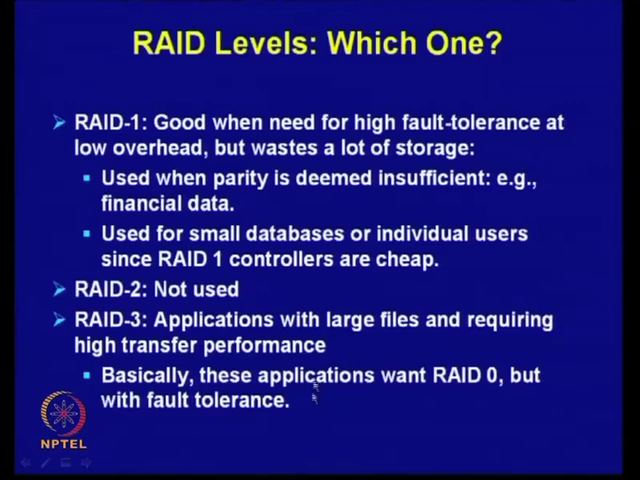 RAID Levels: Which One?
RAID-1: Good when need for high fault-tolerance at
low overhead, but wastes a lot of storage:
Used when parity is deemed insufficient: e.g.,
financial data.
Used for small databases or individual users
since RAID 1 controllers are cheap.
RAID-2: Not used
RAID-3: Applications with large files and requiring
high transfer performance
Basically, these applications want RAID 0, but
with fault tolerance.
NPTEL